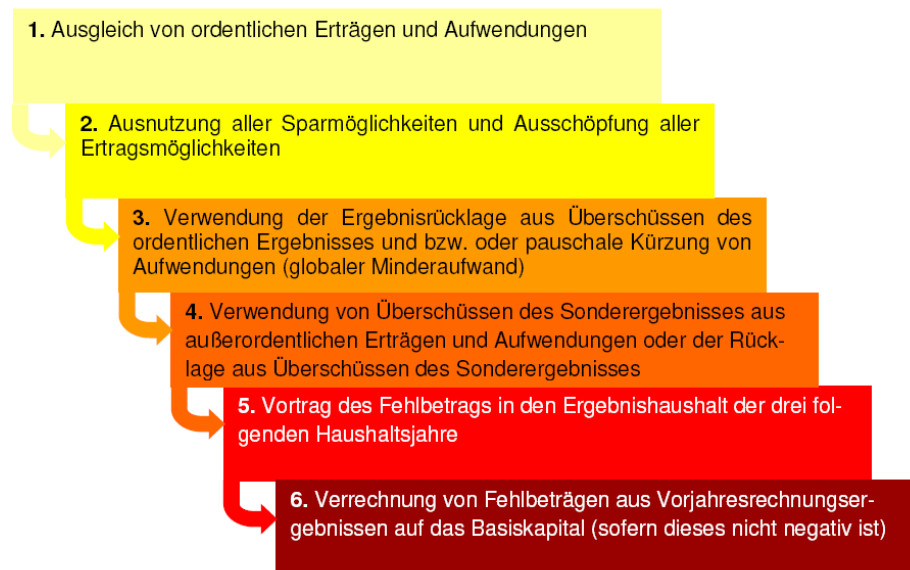 1. Ausgleich von ordentlichen Erträgen und Aufwendungen
2. Ausnutzung aller Sparmöglichkeiten und Ausschöpfung aller
Ertragsmöglichkeiten
3. Verwendung der Ergebnisrücklage aus Überschüssen des
ordentlichen Ergebnisses und bzw. oder pauschale Kürzung von
Aufwendungen (globaler Minderaufwand)
4. Verwendung von Überschüssen des Sonderergebnisses aus
außerordentlichen Erträgen und Aufwendungen oder der Rück-
lage aus Überschüssen des Sonderergebnisses
5. Vortrag des Fehlbetrags in den Ergebnishaushalt der drei fol-
genden Haushaltsjahre
6. Verrechnung von Fehlbeträgen aus Vorjahresrechnungser-
gebnissen auf das Basiskapital (sofern dieses nicht negativ ist)